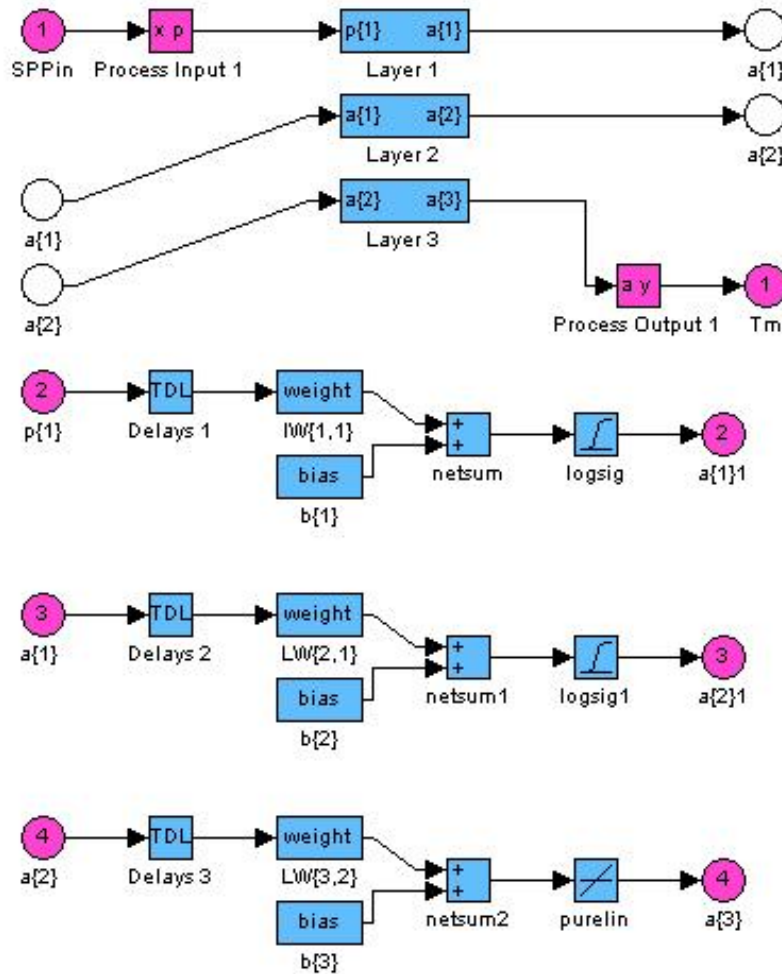 1 x p p{1} a{1}
SPPin Process Input 1 Layer 1 a{1}
a{1} a{2}
Layer 2 a{2}
a{2} a{3}
a{1} Layer 3
a y 1
a{2} Process Output 1 Tm
2 TDL weight
p{1} Delays 1 IW{1,1} + + 2
bias netsum logsig a{1}1
b{1}
3 TDL weight
a{1} Delays 2 LW{2,1} + + 3
bias netsum1 logsig1 a{2}1
b{2}
4 TDL weight
a{2} Delays 3 LW{3,2} + + 4
bias netsum2 purelin a{3}
b{3}